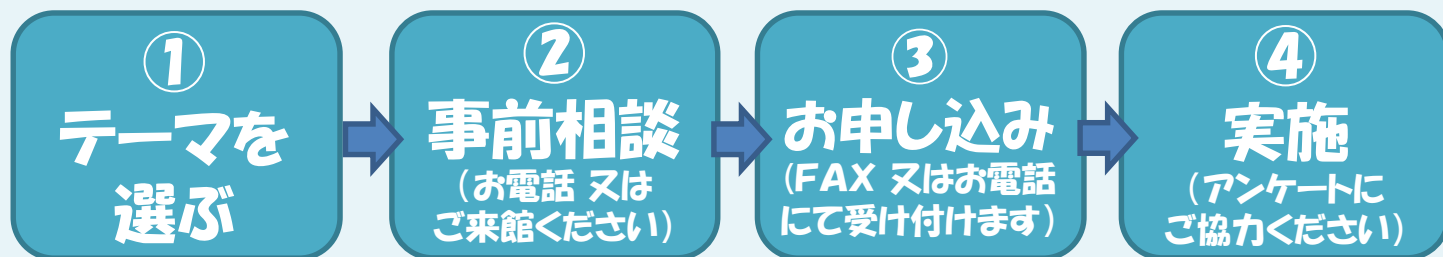 ①
テーマを
選ぶ
②
事前相談
（お電話 又は
ご来館ください）
③
お申し込み
（FAX 又はお電話
にて受け付けます）
④
実施
（アンケートに
ご協力ください）